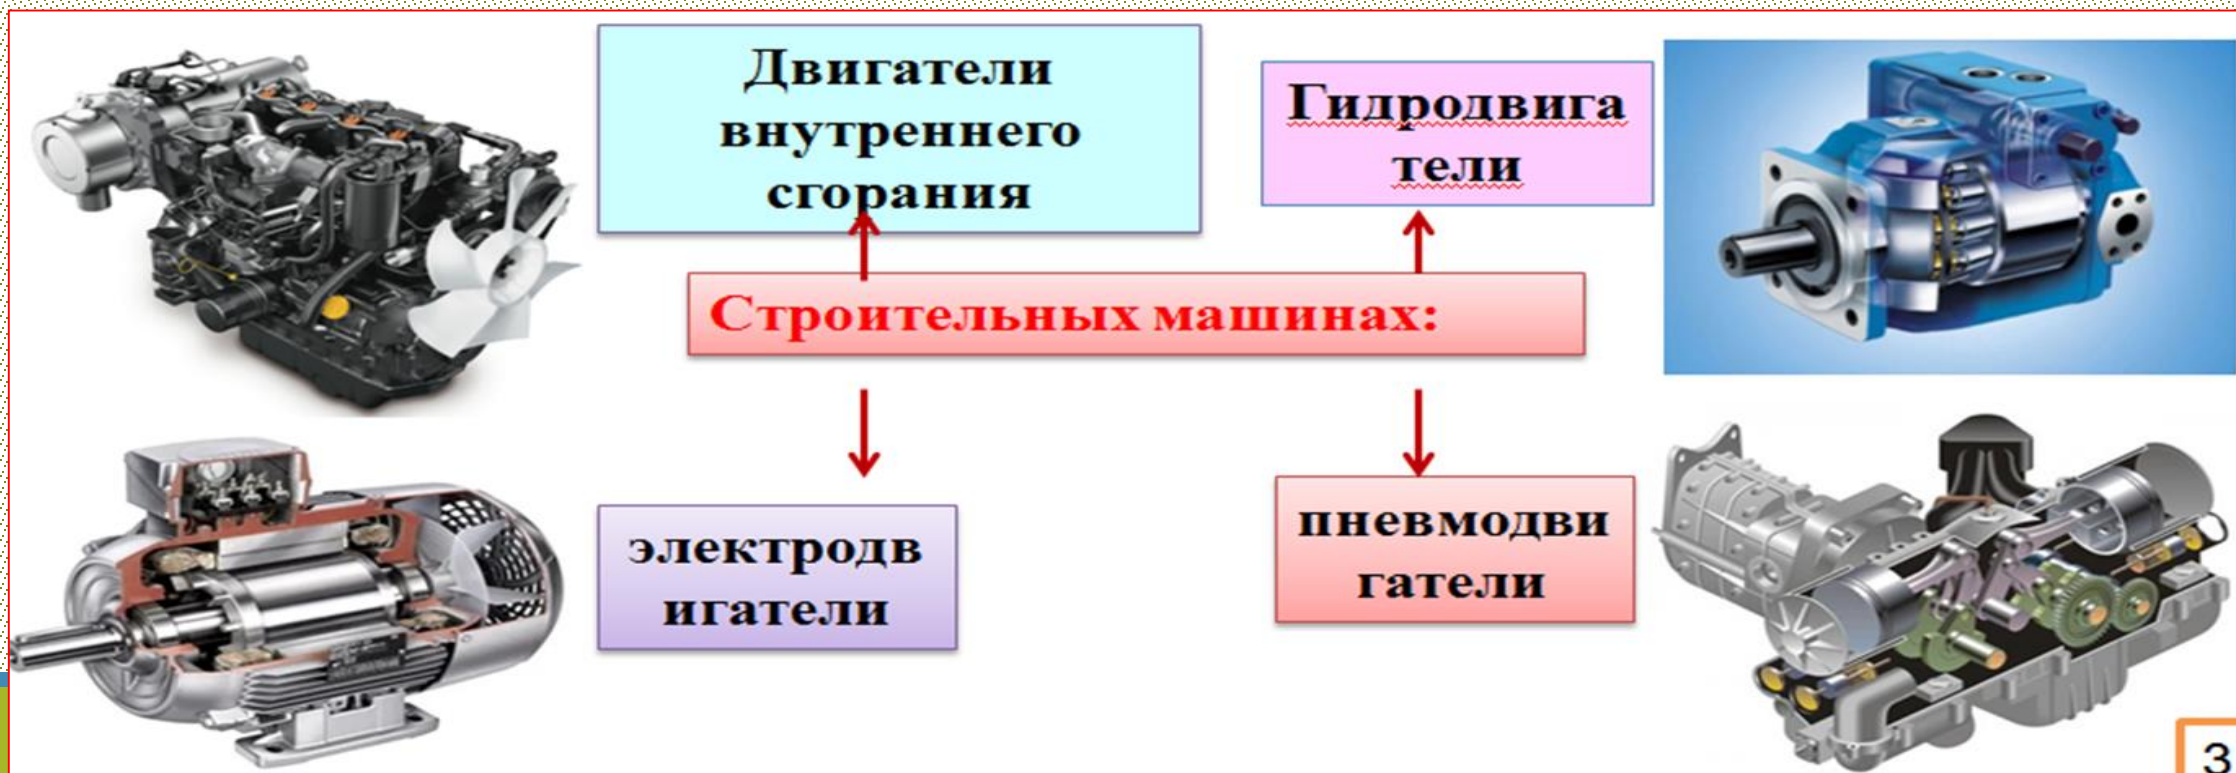 Двигатели
внутреннего
сгорания
Гидродвига
тели
Строительных машинах:
электродв
игатели
пневмодви
гатели
3